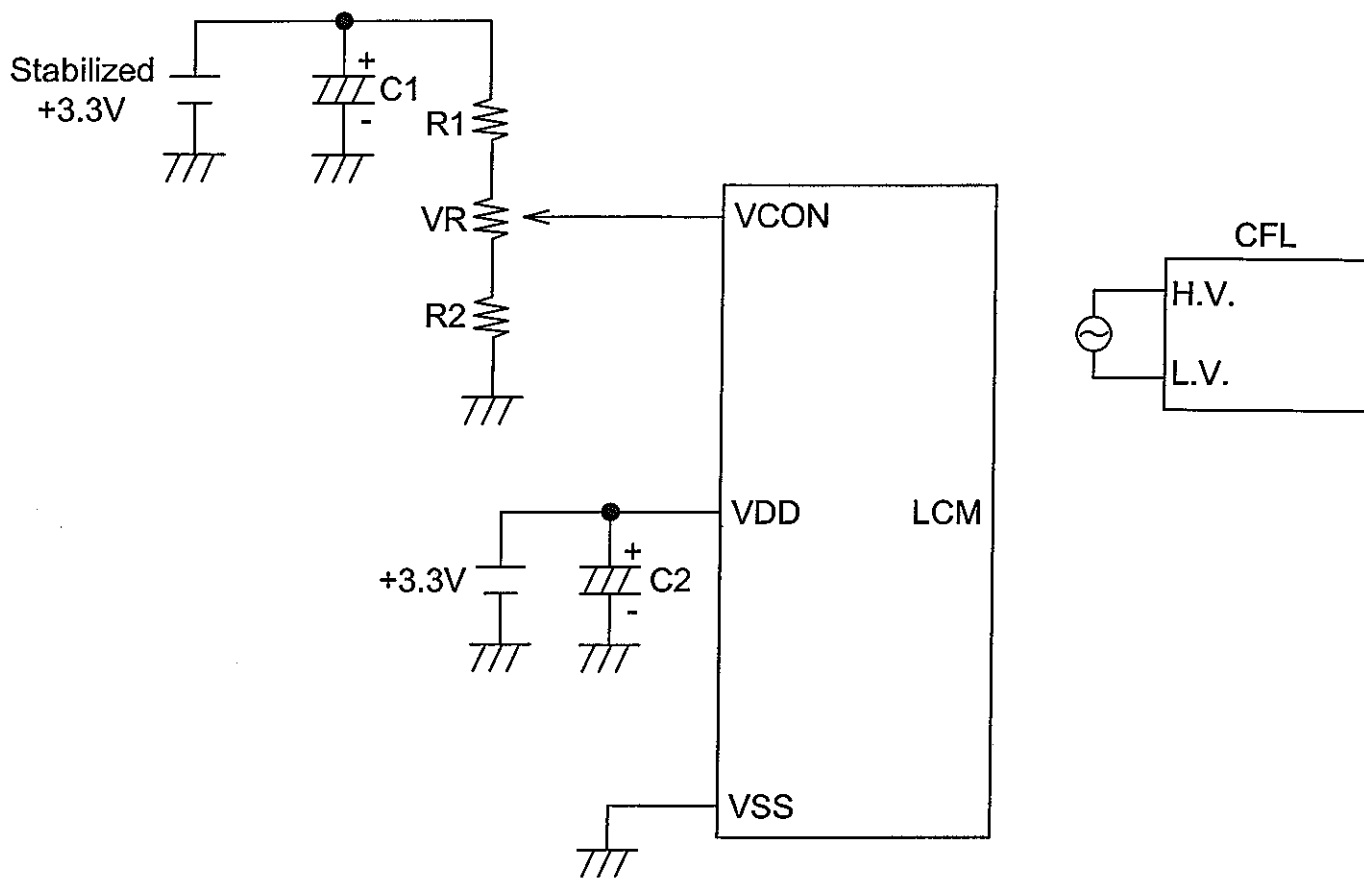 Stabilized
+3.3V
+
C1
-
R1
VR
R2
VCON
CFL
H.V.
L.V.
VDD
LCM
+3.3V
+
C2
-
VSS